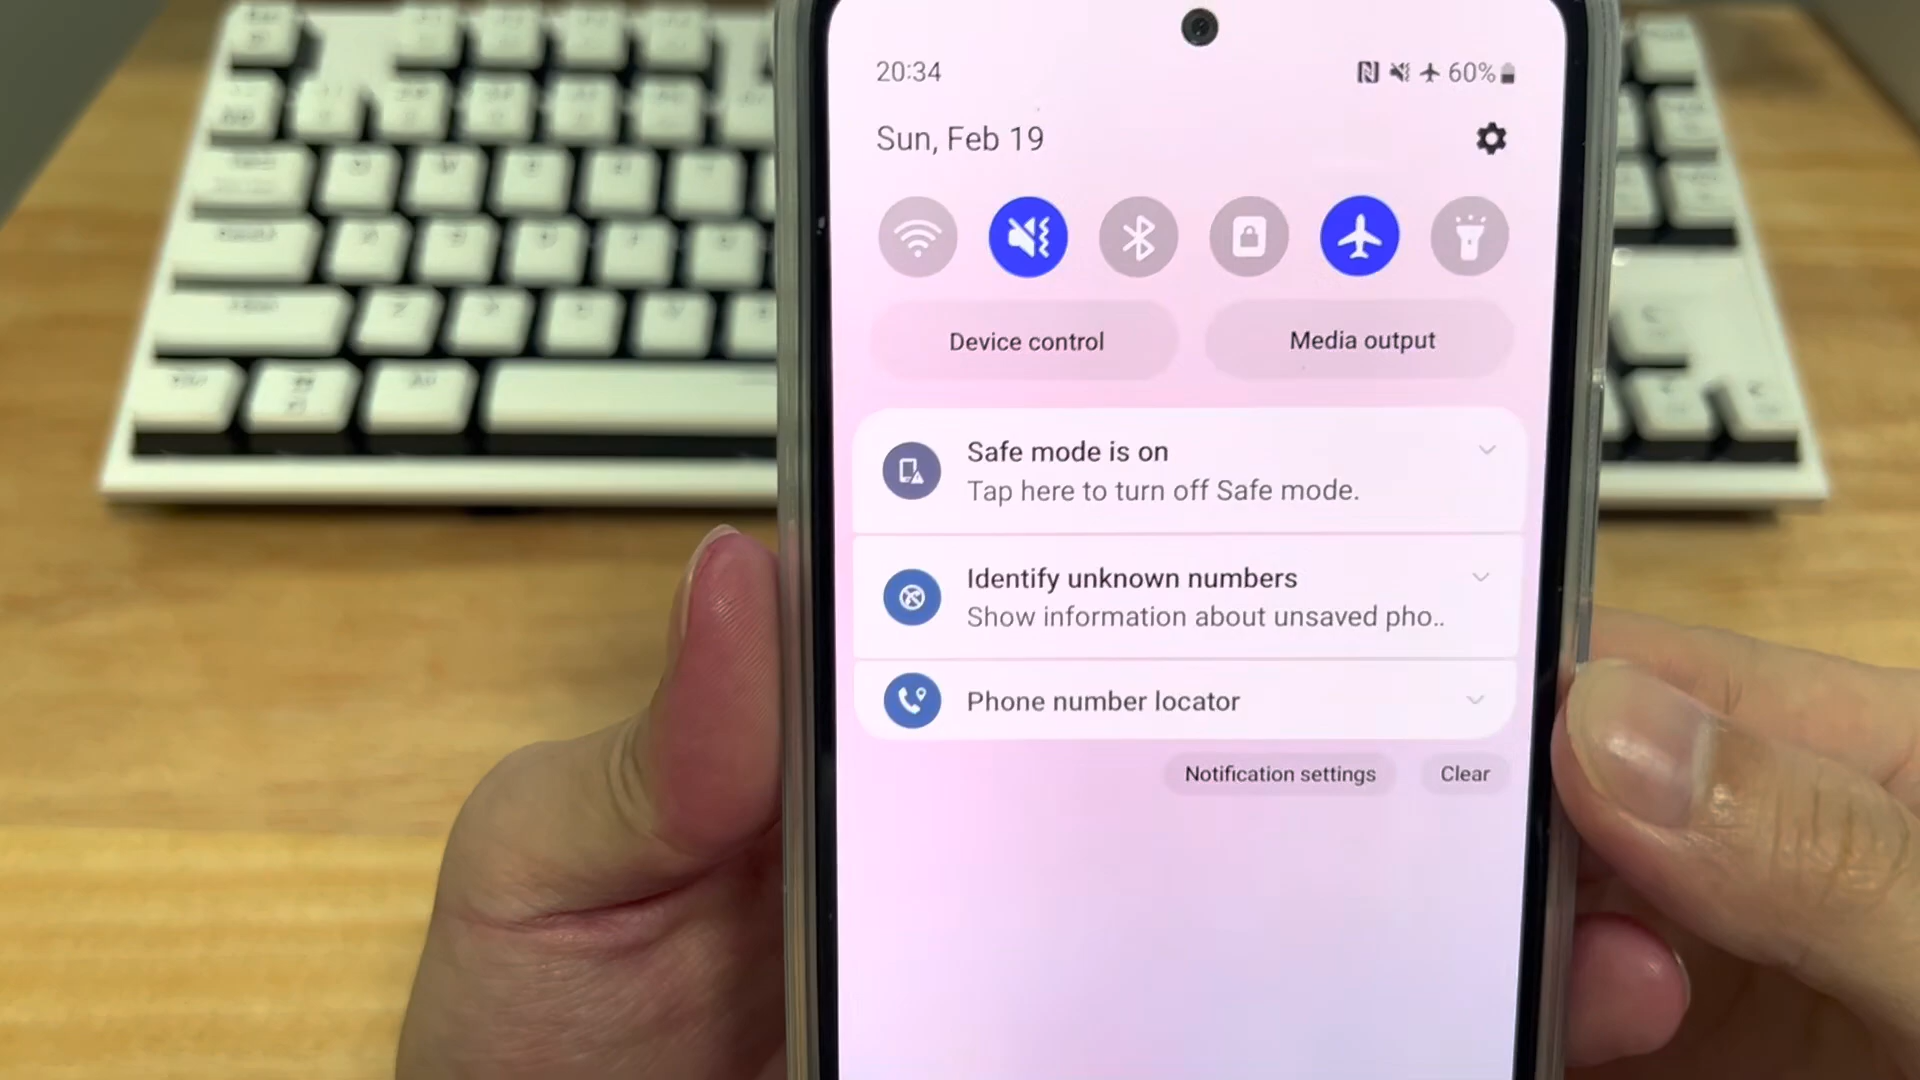 20:34
60%
Sun, Feb 19
Device control
Media output
Safe mode is on
Tap here to turn off Safe mode.
Identify unknown numbers
Show information about unsaved pho..
Phone number locator
Notification settings
Clear